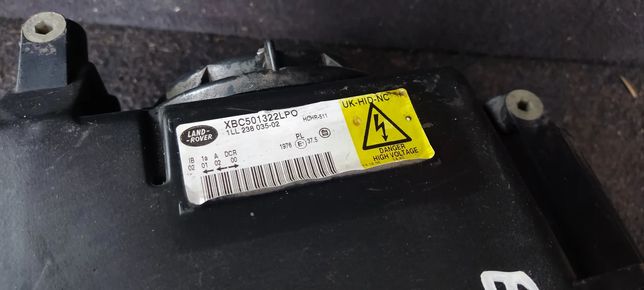 LAND-
ROVER
XBC501322LPO
1LL 238 035-02
HCHR-511
IB 1a A DCR
02 01 02 00
PL
1976 E 37.5
UK-HID-NC
DANGER
HIGH VOLTAGE